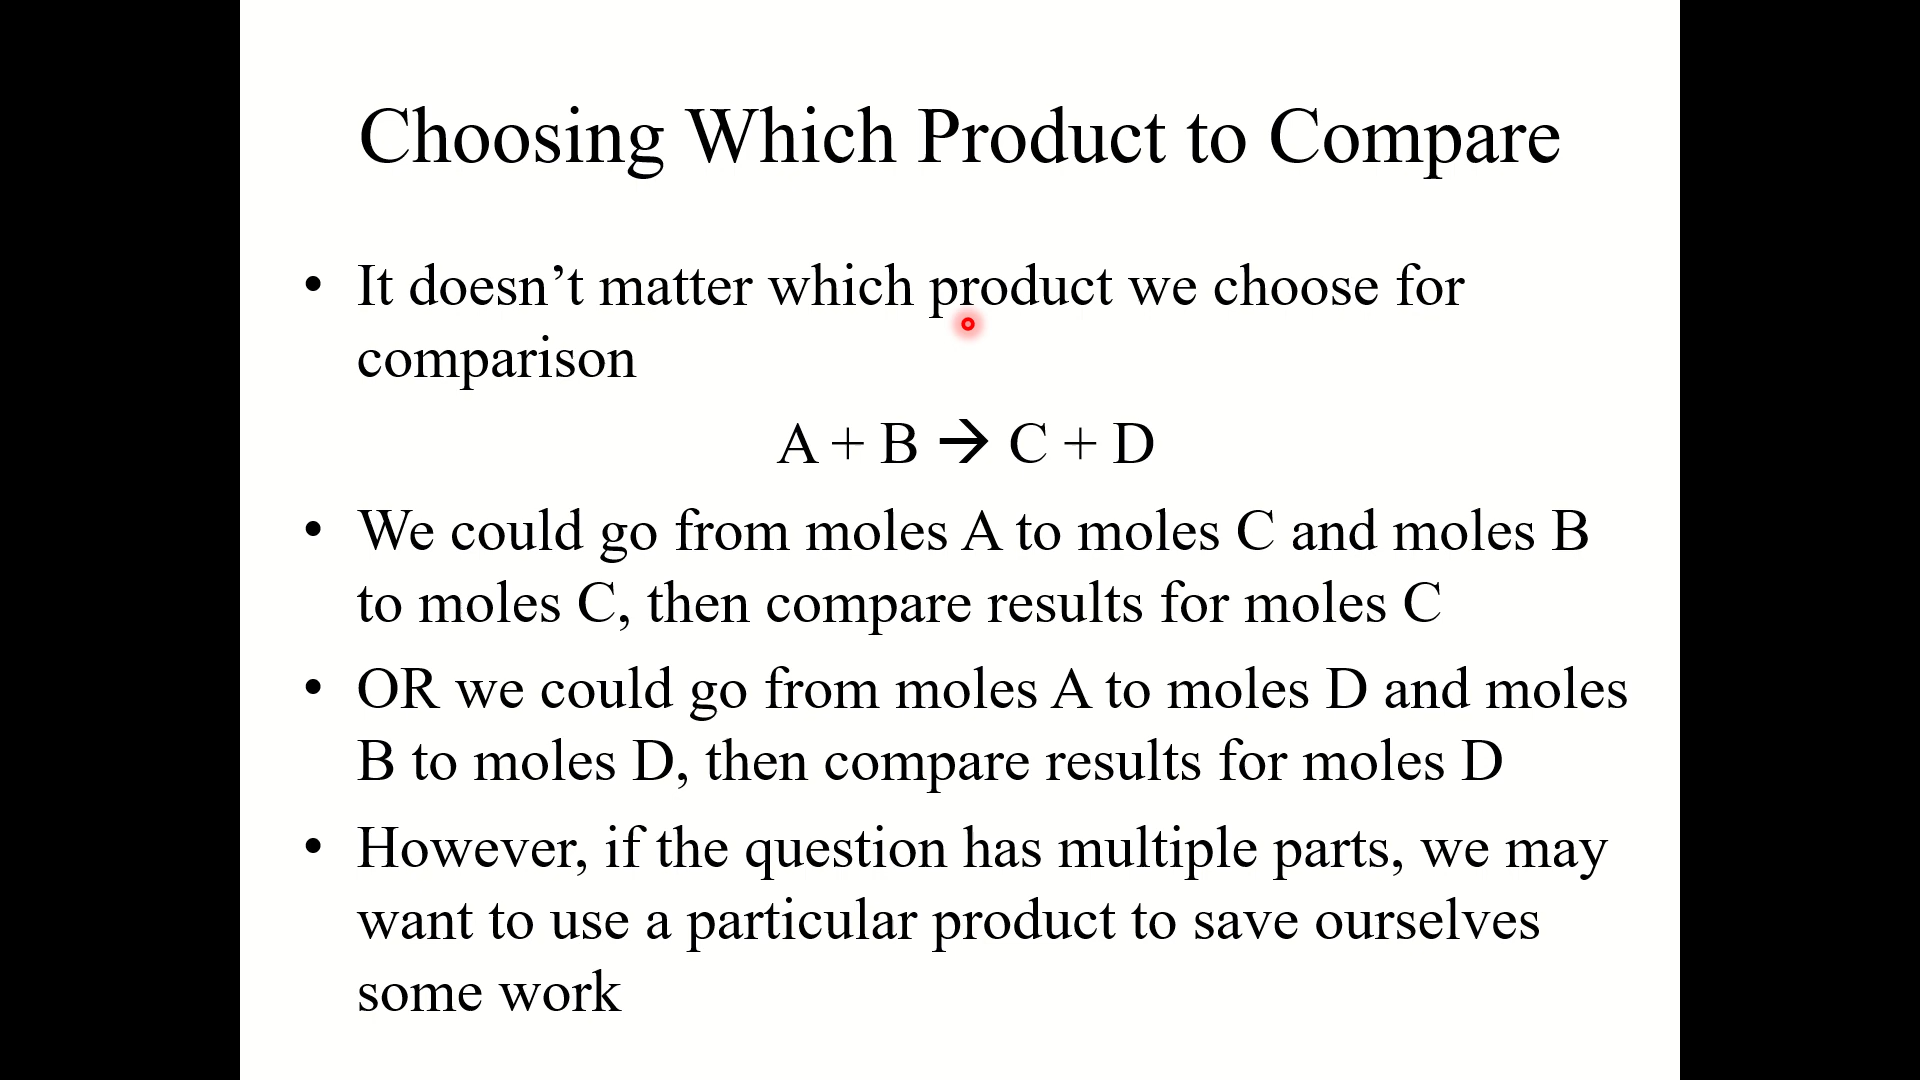 Choosing Which Product to Compare
• It doesn’t matter which product we choose for
comparison
A + B → C + D
• We could go from moles A to moles C and moles B
to moles C, then compare results for moles C
• OR we could go from moles A to moles D and moles
B to moles D, then compare results for moles D
• However, if the question has multiple parts, we may
want to use a particular product to save ourselves
some work